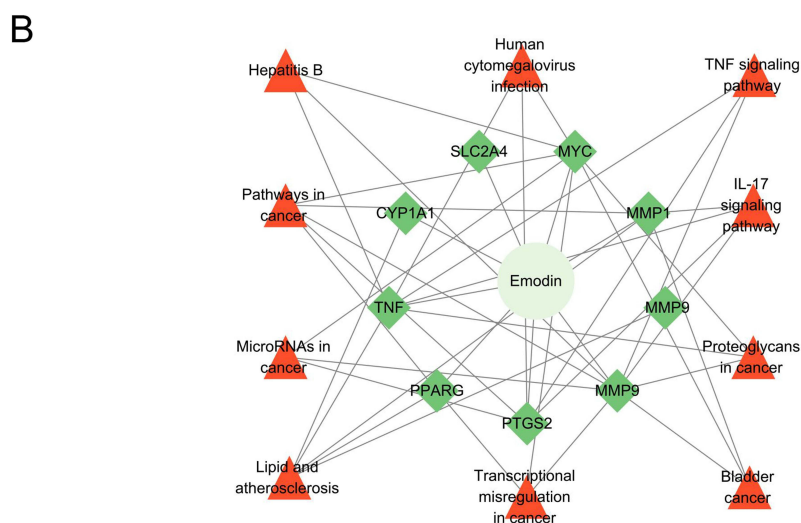 B
Human
cytomegalovirus
infection
Hepatitis B
TNF signaling
pathway
SLC2A4
MYC
Pathways in
cancer
CYP1A1
MMP1
IL-17
signaling
pathway
Emodin
TNF
MMP9
MicroRNAs in
cancer
Proteoglycans
in cancer
PPARG
MMP9
PTGS2
Lipid and
atherosclerosis
Transcriptional
misregulation
in cancer
Bladder
cancer